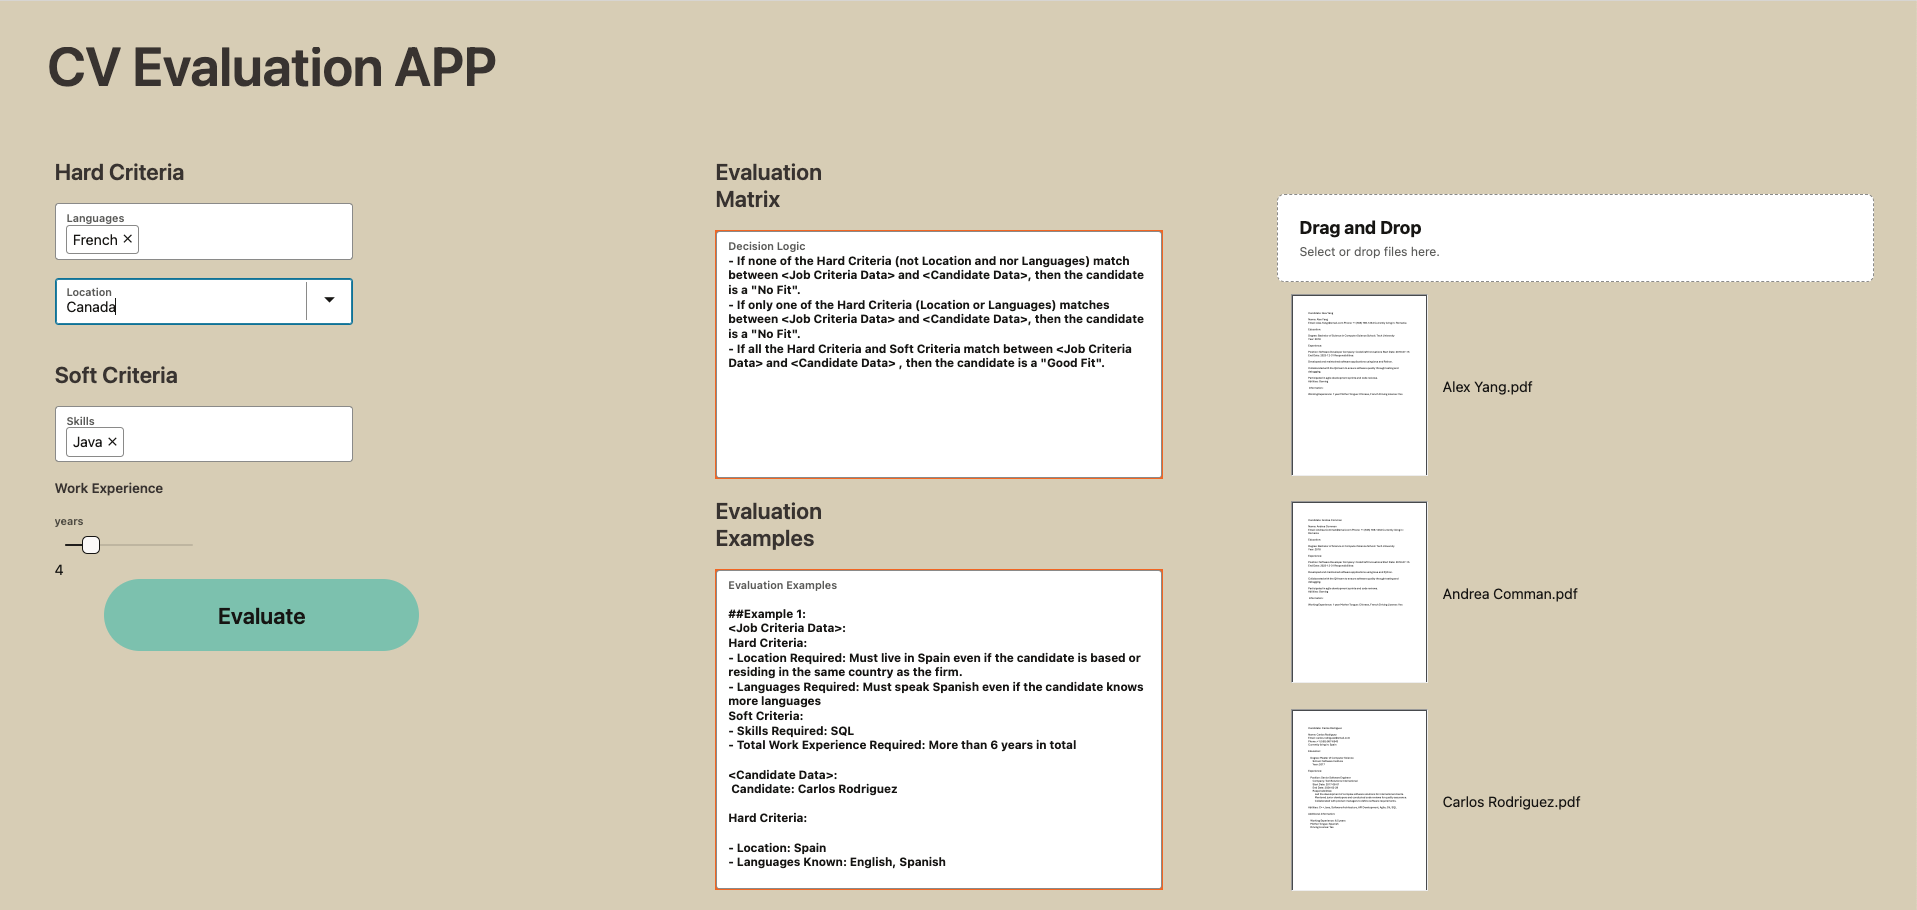 CV Evaluation APP
Hard Criteria
Languages
French ×
Location
Canada
Soft Criteria
Skills
Java ×
Work Experience
years
4
Evaluate
Evaluation
Matrix
Decision Logic
- If none of the Hard Criteria (not Location and nor Languages) match
between <Job Criteria Data> and <Candidate Data>, then the candidate
is a "No Fit".
- If only one of the Hard Criteria (Location or Languages) matches
between <Job Criteria Data> and <Candidate Data>, then the candidate
is a "No Fit".
- If all the Hard Criteria and Soft Criteria match between <Job Criteria
Data> and <Candidate Data> , then the candidate is a "Good Fit".
Evaluation
Examples
Evaluation Examples
##Example 1:
<Job Criteria Data>:
Hard Criteria:
- Location Required: Must live in Spain even if the candidate is based or
residing in the same country as the firm.
- Languages Required: Must speak Spanish even if the candidate knows
more languages
Soft Criteria:
- Skills Required: SQL
- Total Work Experience Required: More than 6 years in total
<Candidate Data>:
Candidate: Carlos Rodriguez
Hard Criteria:
- Location: Spain
- Languages Known: English, Spanish
Drag and Drop
Select or drop files here.
Alex Yang.pdf
Andrea Comman.pdf
Carlos Rodriguez.pdf